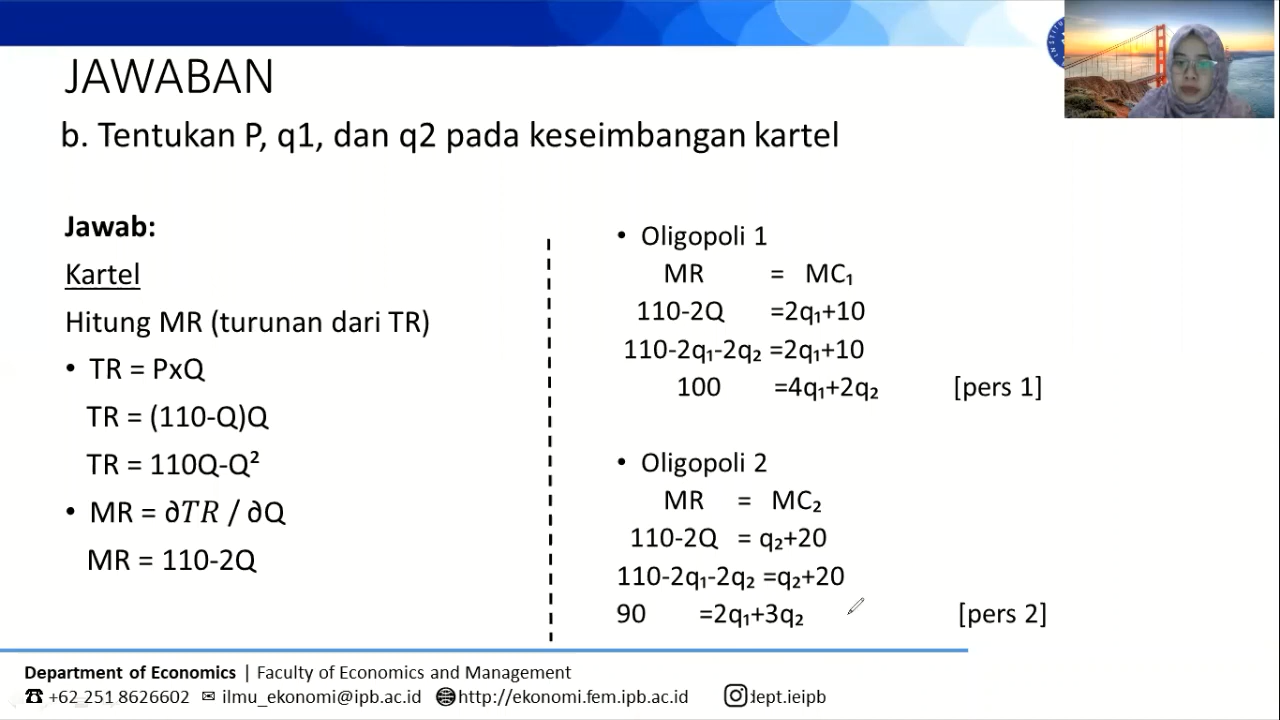 JAWABAN
b. Tentukan P, q1, dan q2 pada keseimbangan kartel
Jawab:
Kartel
Hitung MR (turunan dari TR)
• TR = PxQ
TR = (110-Q)Q
TR = 110Q-Q²
• MR = ∂TR / ∂Q
MR = 110-2Q
• Oligopoli 1
MR = MC₁
110-2Q =2q₁+10
110-2q₁-2q₂ =2q₁+10
100 =4q₁+2q₂ [pers 1]
• Oligopoli 2
MR = MC₂
110-2Q = q₂+20
110-2q₁-2q₂ =q₂+20
90 =2q₁+3q₂ [pers 2]
Department of Economics | Faculty of Economics and Management
+62 251 8626602 ilmu_ekonomi@ipb.ac.id http://ekonomi.fem.ipb.ac.id dept.ieipb